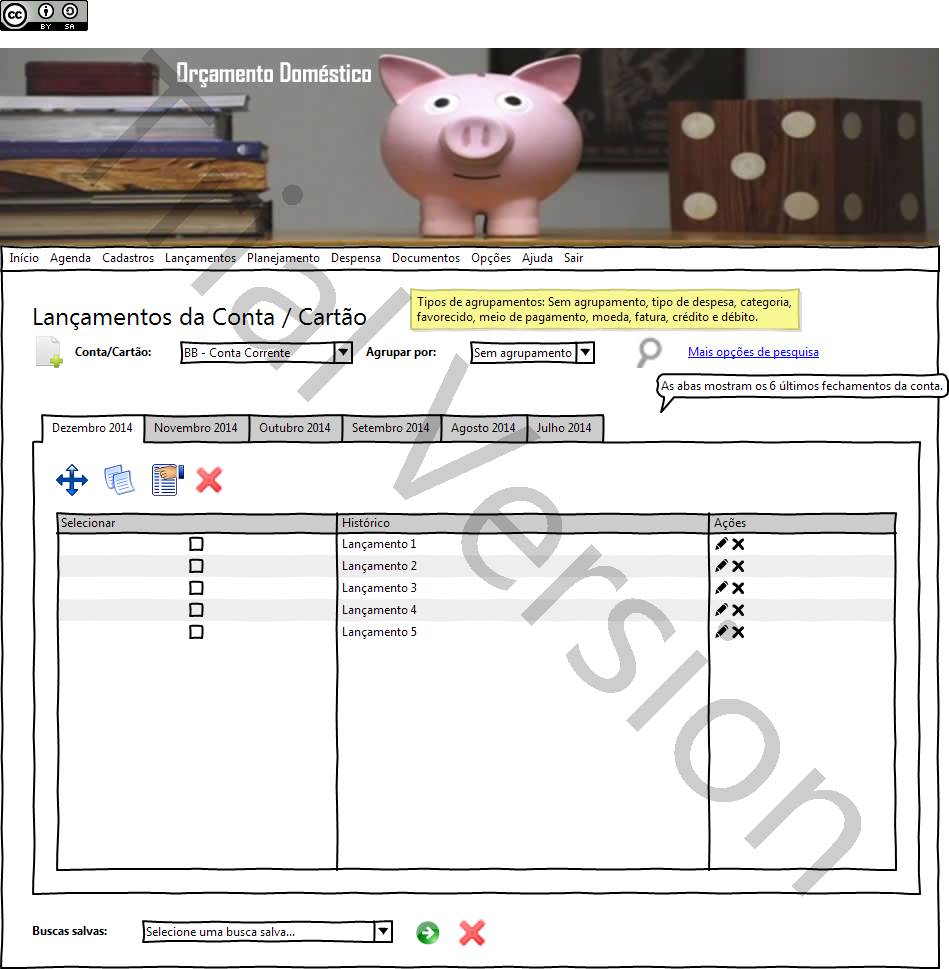 cc BY SA
Orçamento Doméstico
Início Agenda Cadastros Lançamentos Planejamento Despensa Documentos Opções Ajuda Sair
Tipos de agrupamentos: Sem agrupamento, tipo de despesa, categoria,
favorecido, meio de pagamento, moeda, fatura, crédito e débito.
Lançamentos da Conta / Cartão
Conta/Cartão: BB - Conta Corrente Agrupar por: Sem agrupamento Mais opções de pesquisa
As abas mostram os 6 últimos fechamentos da conta.
Dezembro 2014 Novembro 2014 Outubro 2014 Setembro 2014 Agosto 2014 Julho 2014
Selecionar Histórico Ações
Lançamento 1
Lançamento 2
Lançamento 3
Lançamento 4
Lançamento 5
Buscas salvas: Selecione uma busca salva...
Trial Version